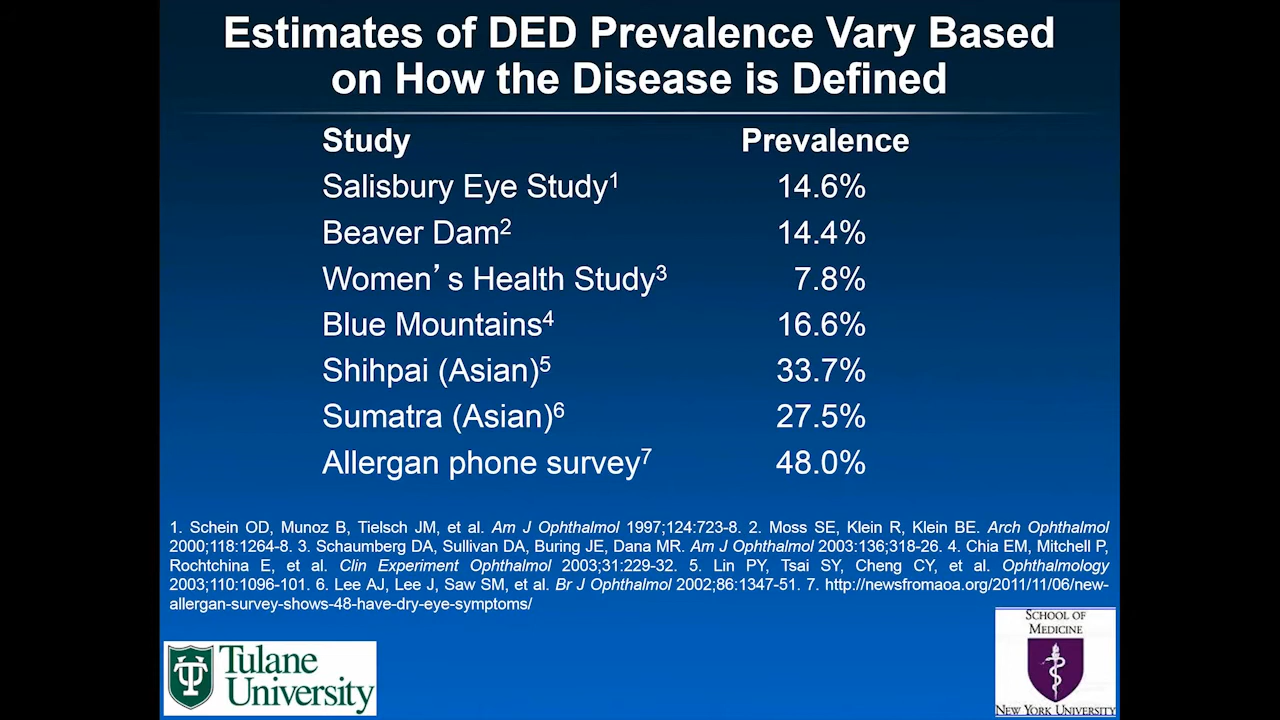 Estimates of DED Prevalence Vary Based
on How the Disease is Defined
Study Prevalence
Salisbury Eye Study1 14.6%
Beaver Dam2 14.4%
Women’s Health Study3 7.8%
Blue Mountains4 16.6%
Shihpai (Asian)5 33.7%
Sumatra (Asian)6 27.5%
Allergan phone survey7 48.0%
1. Schein OD, Munoz B, Tielsch JM, et al. Am J Ophthalmol 1997;124:723-8. 2. Moss SE, Klein R, Klein BE. Arch Ophthalmol
2000;118:1264-8. 3. Schaumberg DA, Sullivan DA, Buring JE, Dana MR. Am J Ophthalmol 2003:136;318-26. 4. Chia EM, Mitchell P,
Rochtchina E, et al. Clin Experiment Ophthalmol 2003;31:229-32. 5. Lin PY, Tsai SY, Cheng CY, et al. Ophthalmology
2003;110:1096-101. 6. Lee AJ, Lee J, Saw SM, et al. Br J Ophthalmol 2002;86:1347-51. 7. http://newsfromaoa.org/2011/11/06/new-
allergan-survey-shows-48-have-dry-eye-symptoms/
Tulane
University
SCHOOL OF
MEDICINE
NEW YORK UNIVERSITY